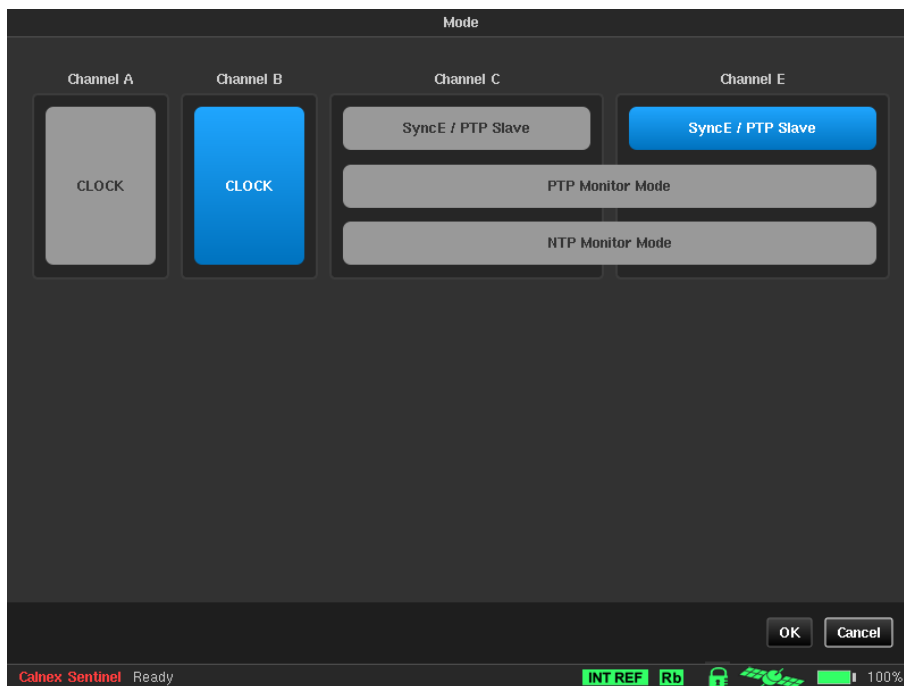 Mode
Channel A Channel B Channel C Channel E
SyncE / PTP Slave SyncE / PTP Slave
CLOCK CLOCK PTP Monitor Mode
NTP Monitor Mode
OK Cancel
Calnex Sentinel Ready INT REF Rb 100%